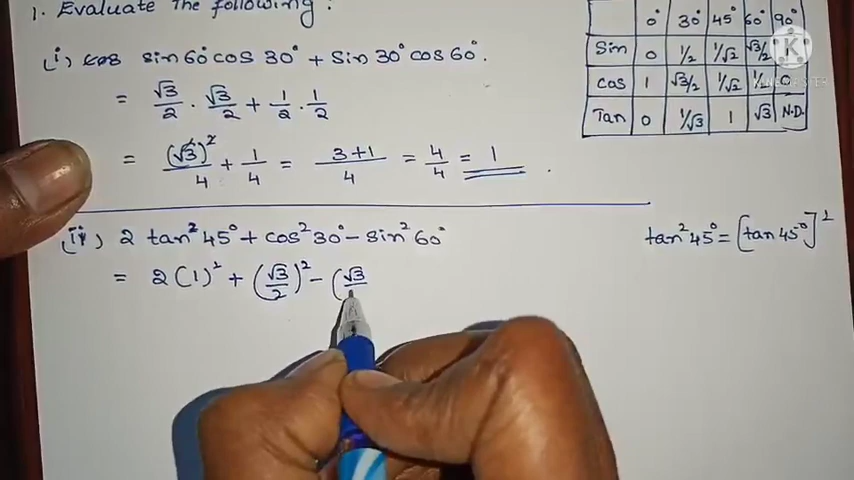 1. Evaluate the following:
(i) cos sin 60° cos 30° + sin 30° cos 60°.
= √3/2 . √3/2 + 1/2 . 1/2
= (√3)²/4 + 1/4 = 3+1/4 = 4/4 = 1
(ii) 2 tan² 45° + cos² 30° - sin² 60°
= 2(1)² + (√3/2)² - (√3
tan² 45° = [tan 45°]²
0° 30° 45° 60° 90°
Sin 0 1/2 1/√2 √3/2 1
Cos 1 √3/2 1/√2 1/2 0
Tan 0 1/√3 1 √3 N.D.
KINEMASTER